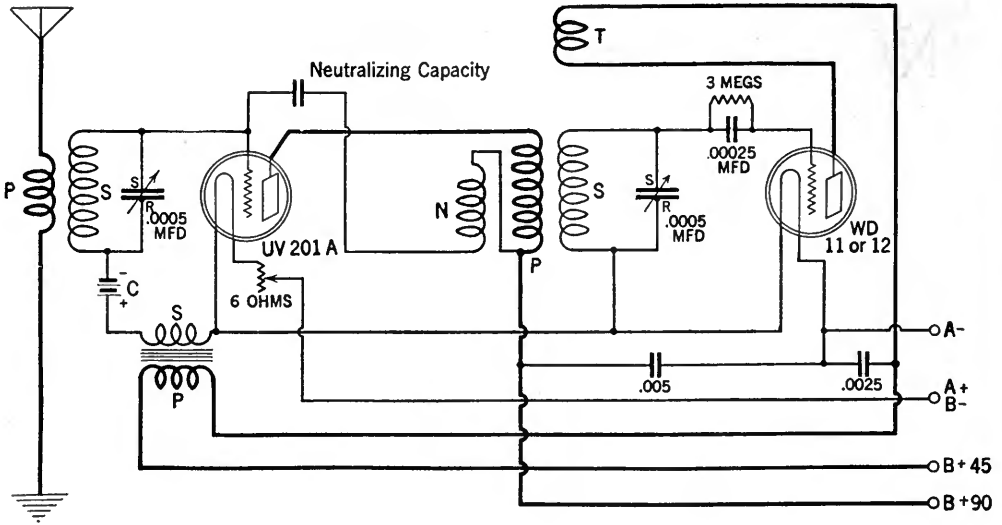 T
Neutralizing Capacity
3 MEGS
.00025
MFD
P
S
S
R
.0005
MFD
UV 201 A
N
P
S
S
R
.0005
MFD
WD
11 or 12
-
C
+
6 OHMS
S
P
.005
.0025
A-
A+
B-
B+45
B+90